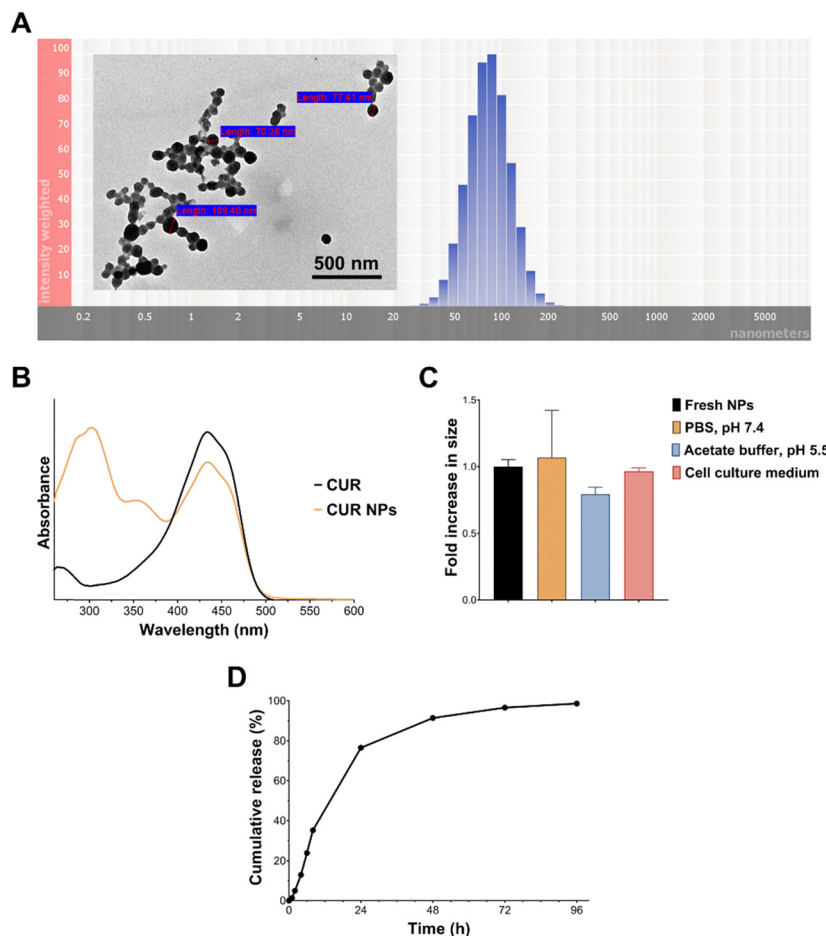 A
100
90
80
70
60
50
40
30
20
10
intensity weighted
Length: 77.41 nm
Length: 70.36 nm
Length: 109.40 nm
500 nm
0.2 0.5 1 2 5 10 20 50 100 200 500 1000 2000 5000
nanometers
B
Absorbance
CUR
CUR NPs
300 350 400 450 500 550 600
Wavelength (nm)
C
Fold increase in size
1.5
1.0
0.5
0.0
Fresh NPs
PBS, pH 7.4
Acetate buffer, pH 5.5
Cell culture medium
D
Cumulative release (%)
100
80
60
40
20
0
0 24 48 72 96
Time (h)